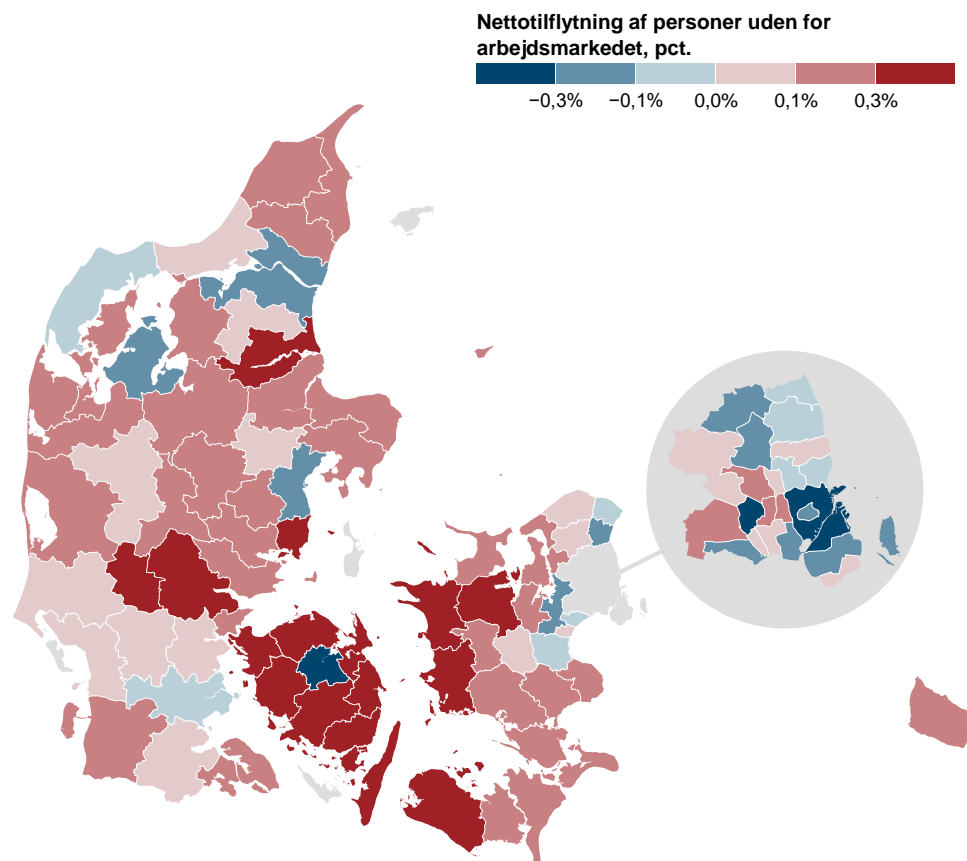 Nettotilflytning af personer uden for
arbejdsmarkedet, pct.
−0,3% −0,1% 0,0% 0,1% 0,3%